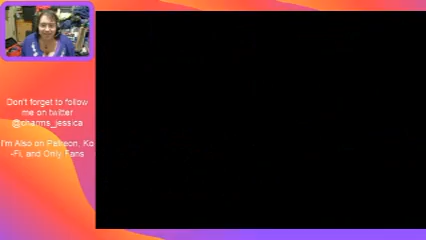 Don't forget to follow
me on twitter
@charms_jessica
I'm Also on Patreon, Ko
-Fi, and Only Fans